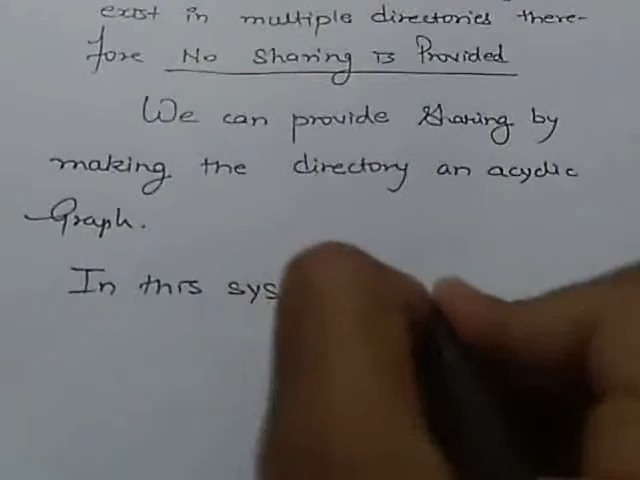 exist in multiple directories there-
fore No Sharing is Provided
We can provide Sharing by
making the directory an acyclic
Graph.
In this sys